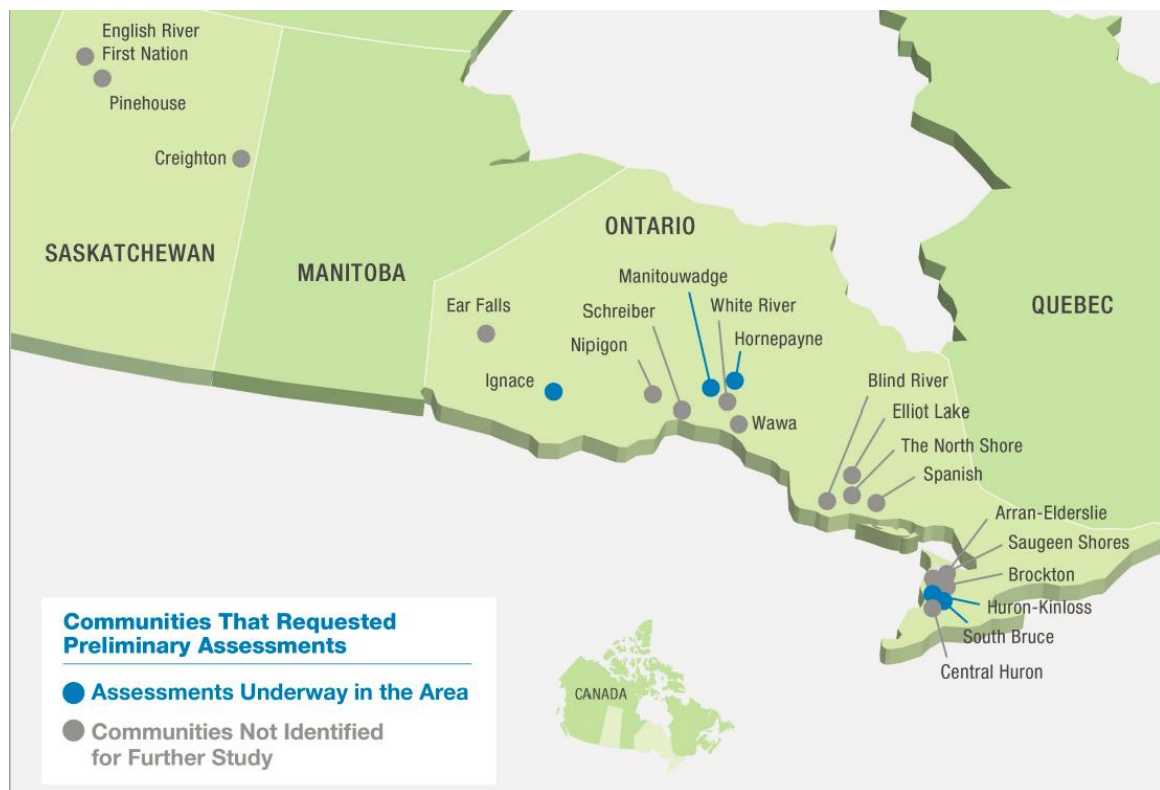 English River
First Nation
Pinehouse
Creighton
SASKATCHEWAN
MANITOBA
ONTARIO
QUEBEC
Manitouwadge
Ear Falls
Schreiber
White River
Nipigon
Hornepayne
Ignace
Wawa
Blind River
Elliot Lake
The North Shore
Spanish
Arran-Elderslie
Saugeen Shores
Brockton
Huron-Kinloss
South Bruce
Central Huron
CANADA
Communities That Requested
Preliminary Assessments
Assessments Underway in the Area
Communities Not Identified
for Further Study